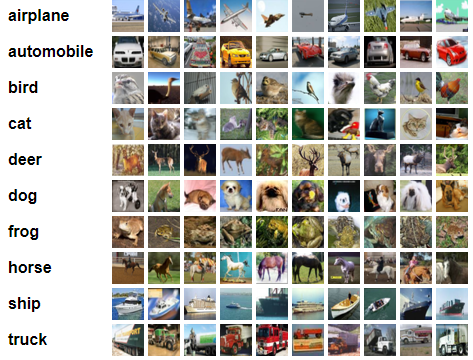 airplane
automobile
bird
cat
deer
dog
frog
horse
ship
truck